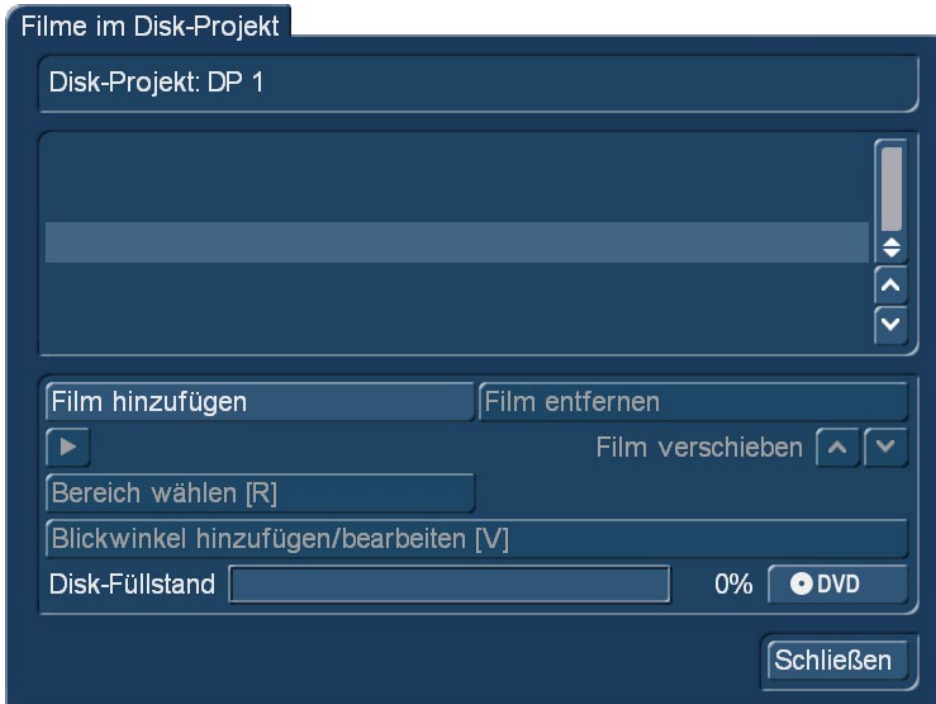 Filme im Disk-Projekt
Disk-Projekt: DP 1
Film hinzufügen
Film entfernen
Film verschieben
Bereich wählen [R]
Blickwinkel hinzufügen/bearbeiten [V]
Disk-Füllstand 0% DVD
Schließen